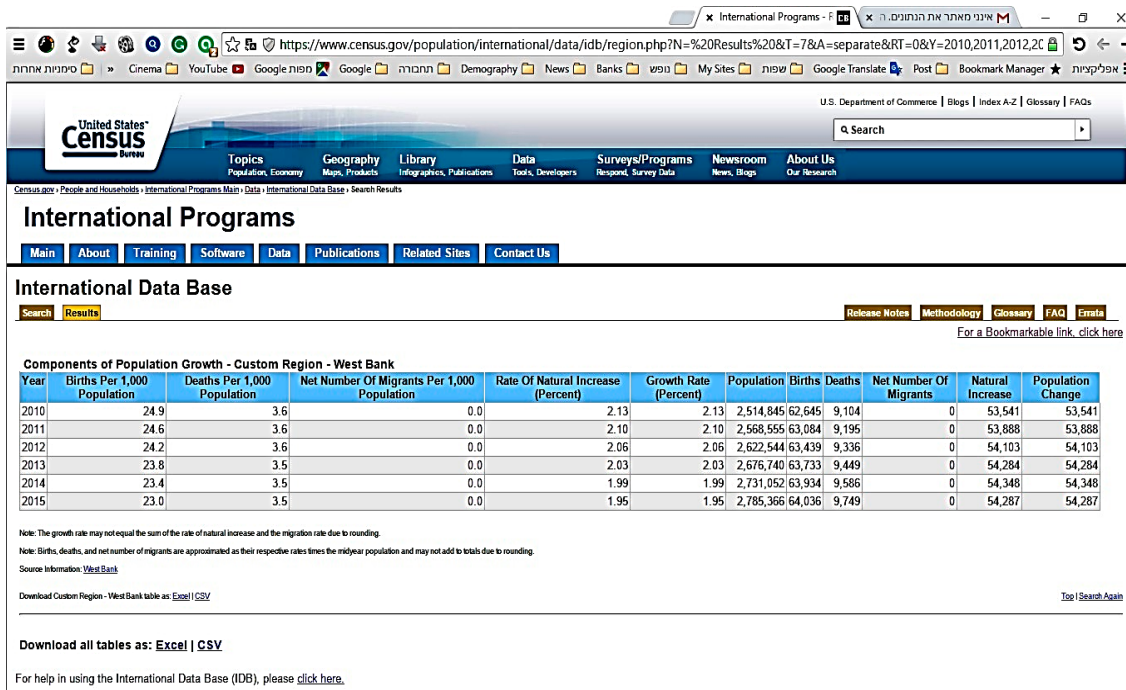 International Programs - F
אינני מאתר את הנתונים. ה
https://www.census.gov/population/international/data/idb/region.php?N=%20Results%20&T=7&A=separate&RT=0&Y=2010,2011,2012,20
סימניות אחרות » Cinema YouTube Google מפות Google תחבורה Demography News Banks נופש My Sites שפות Google Translate Post Bookmark Manager אפליקציות
U.S. Department of Commerce | Blogs | Index A-Z | Glossary | FAQs
United States™
Census
Bureau
Search
Topics Geography Library Data Surveys/Programs Newsroom About Us
Population, Economy Maps, Products Infographics, Publications Tools, Developers Respond, Survey Data News, Blogs Our Research
Census.gov › People and Households › International Programs Main › Data › International Data Base › Search Results
International Programs
Main About Training Software Data Publications Related Sites Contact Us
International Data Base
Search Results Release Notes Methodology Glossary FAQ Errata
For a Bookmarkable link, click here
Components of Population Growth - Custom Region - West Bank
Year Births Per 1,000 Population Deaths Per 1,000 Population Net Number Of Migrants Per 1,000 Population Rate Of Natural Increase (Percent) Growth Rate (Percent) Population Births Deaths Net Number Of Migrants Natural Increase Population Change
2010 24.9 3.6 0.0 2.13 2.13 2,514,845 62,645 9,104 0 53,541 53,541
2011 24.6 3.6 0.0 2.10 2.10 2,568,555 63,084 9,195 0 53,888 53,888
2012 24.2 3.6 0.0 2.06 2.06 2,622,544 63,439 9,336 0 54,103 54,103
2013 23.8 3.5 0.0 2.03 2.03 2,676,740 63,733 9,449 0 54,284 54,284
2014 23.4 3.5 0.0 1.99 1.99 2,731,052 63,934 9,586 0 54,348 54,348
2015 23.0 3.5 0.0 1.95 1.95 2,785,366 64,036 9,749 0 54,287 54,287
Note: The growth rate may not equal the sum of the rate of natural increase and the migration rate due to rounding.
Note: Births, deaths, and net number of migrants are approximated as their respective rates times the midyear population and may not add to totals due to rounding.
Source Information: West Bank
Download Custom Region - West Bank table as: Excel | CSV
Top | Search Again
Download all tables as: Excel | CSV
For help in using the International Data Base (IDB), please click here.